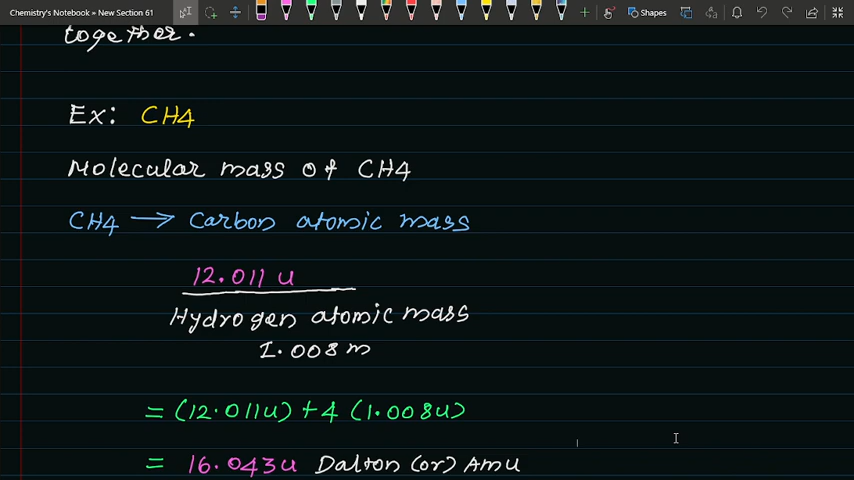 Chemistry's Notebook » New Section 61
Shapes
together.
Ex: CH4
Molecular mass of CH4
CH4 → Carbon atomic mass
12.011 u
Hydrogen atomic mass
1.008 m
= (12.011u) + 4 (1.008u)
= 16.043u Dalton (or) Amu